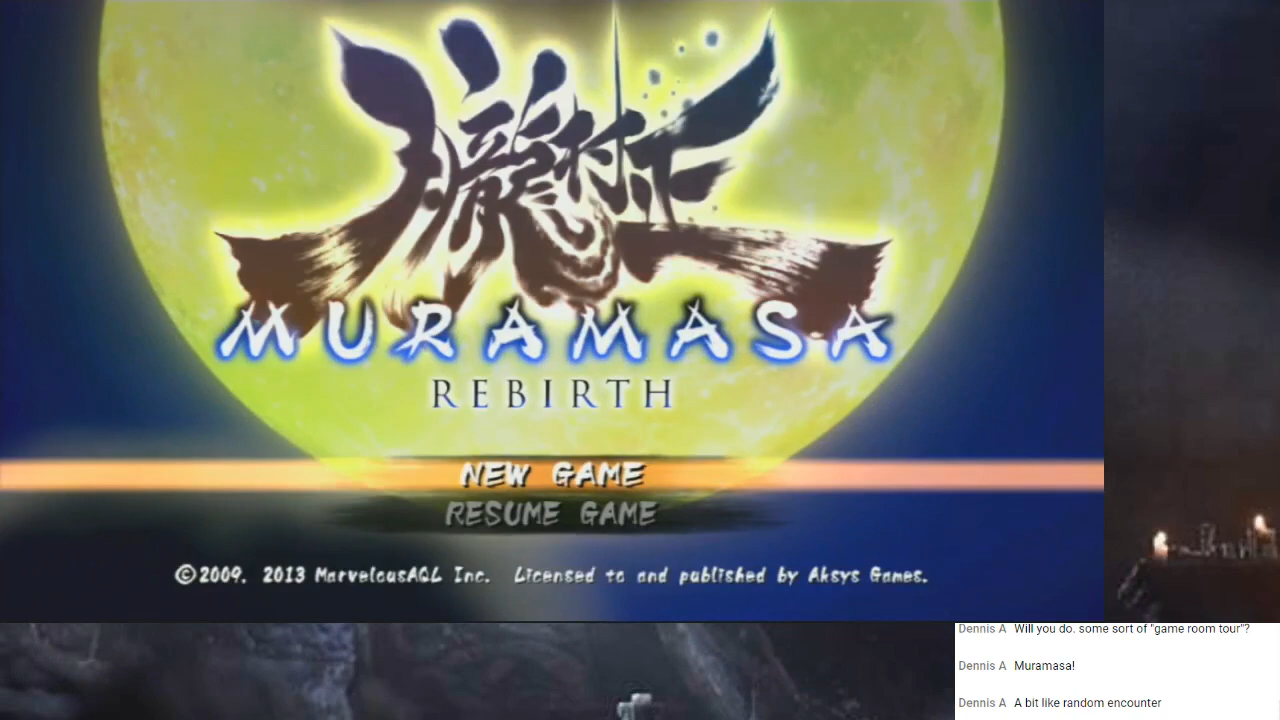 朧村正
MURAMASA
REBIRTH
NEW GAME
RESUME GAME
©2009, 2013 MarvelousAQL Inc. Licensed to and published by Aksys Games.
Dennis A Will you do. some sort of "game room tour"?
Dennis A Muramasa!
Dennis A A bit like random encounter